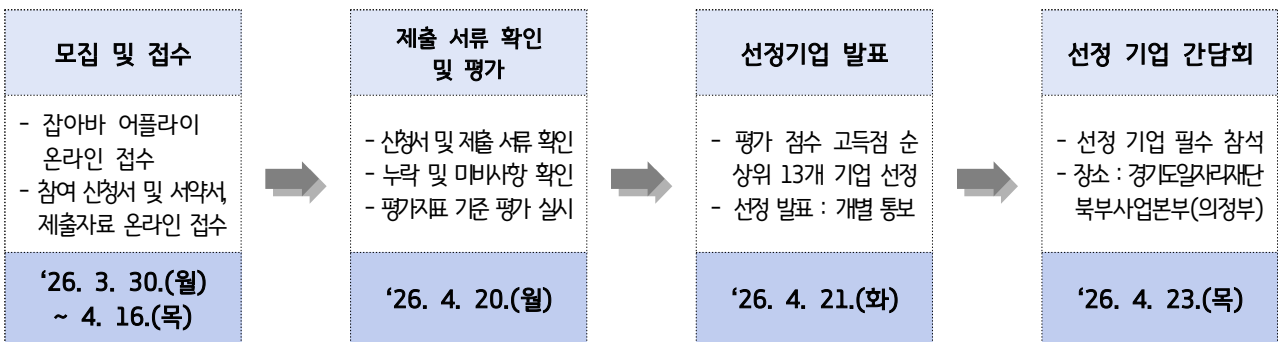 모집 및 접수
- 잡아바 어플라이
온라인 접수
- 참여 신청서 및 서약서,
제출자료 온라인 접수
‘26. 3. 30.(월)
~ 4. 16.(목)
제출 서류 확인
및 평가
- 신청서 및 제출 서류 확인
- 누락 및 미비사항 확인
- 평가지표 기준 평가 실시
‘26. 4. 20.(월)
선정기업 발표
- 평가 점수 고득점 순
상위 13개 기업 선정
- 선정 발표 : 개별 통보
‘26. 4. 21.(화)
선정 기업 간담회
- 선정 기업 필수 참석
- 장소 : 경기도일자리재단
북부사업본부(의정부)
‘26. 4. 23.(목)